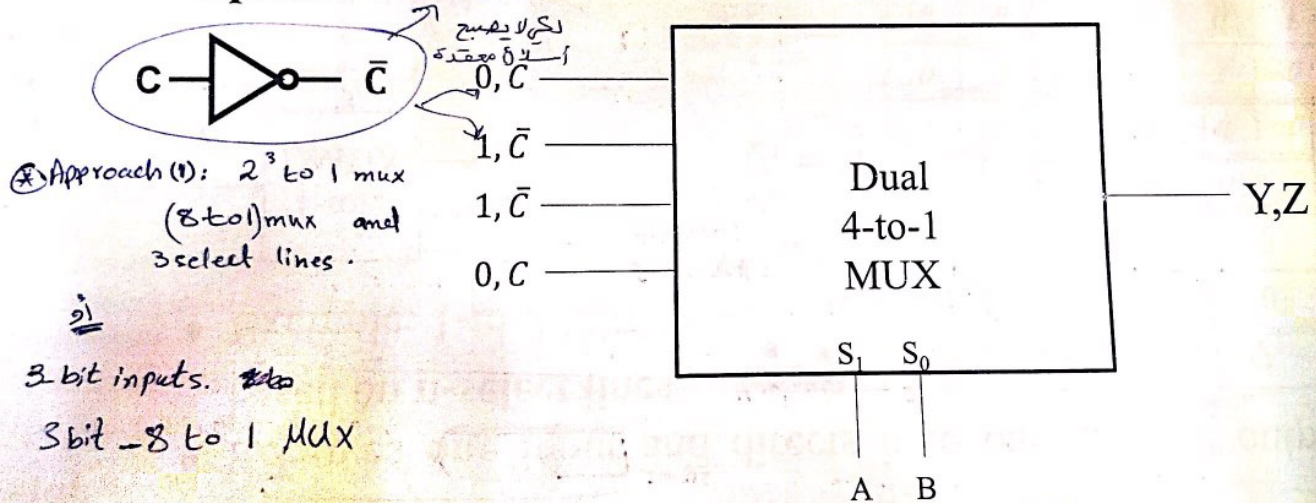 C C̄
لكي لا يصبح
أسلاك معقدة
0, C
1, C̄
1, C̄
0, C
Dual
4-to-1
MUX
Y,Z
S₁ S₀
A B
Approach (1): 2³ to 1 mux
(8 to 1) mux and
3 select lines.
أو
3 bit inputs.
3 bit - 8 to 1 MUX